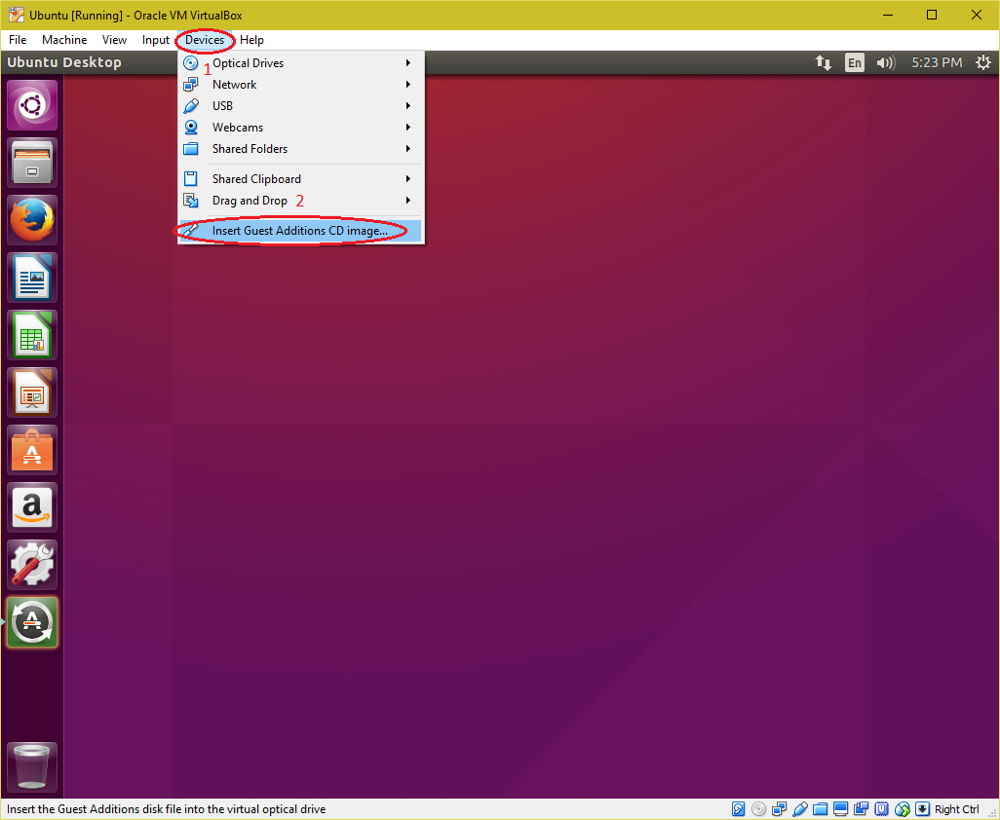 Ubuntu [Running] - Oracle VM VirtualBox
File Machine View Input Devices Help
Ubuntu Desktop En 5:23 PM
1 Optical Drives
Network
USB
Webcams
Shared Folders
Shared Clipboard
Drag and Drop 2
Insert Guest Additions CD image...
Insert the Guest Additions disk file into the virtual optical drive Right Ctrl